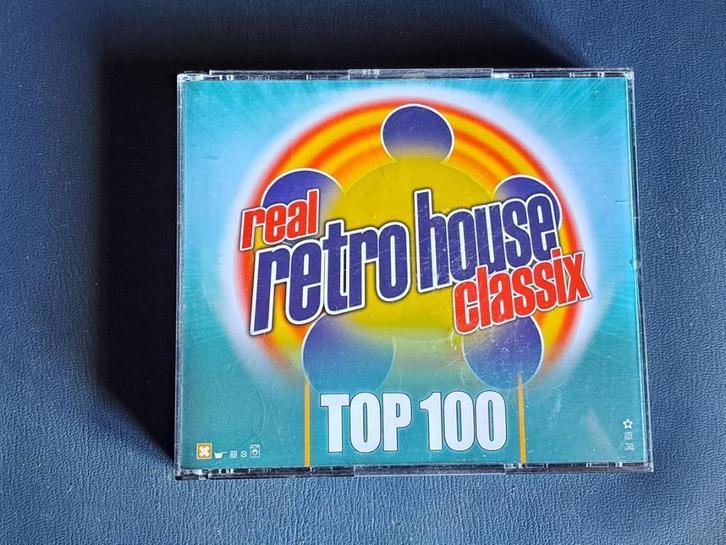 real
retro house
classix
TOP 100